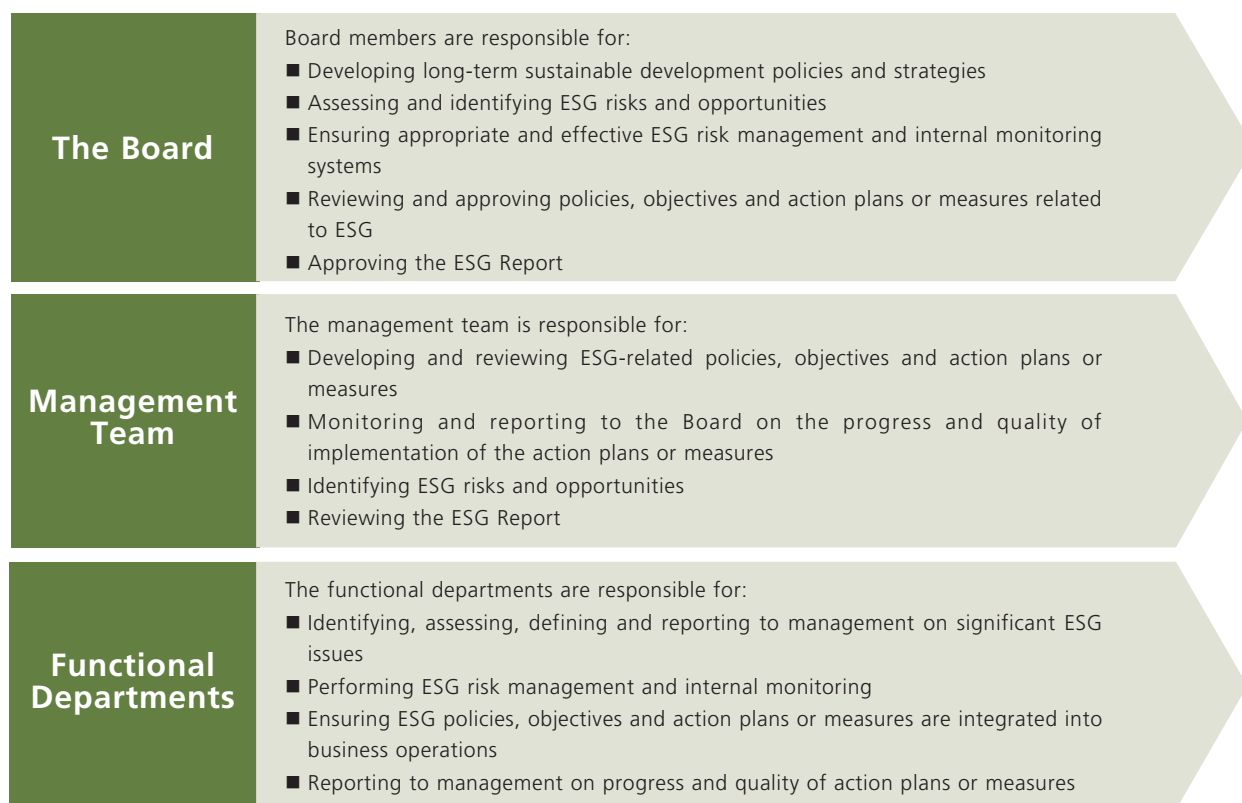 The Board
Board members are responsible for:
■ Developing long-term sustainable development policies and strategies
■ Assessing and identifying ESG risks and opportunities
■ Ensuring appropriate and effective ESG risk management and internal monitoring
systems
■ Reviewing and approving policies, objectives and action plans or measures related
to ESG
■ Approving the ESG Report
Management
Team
The management team is responsible for:
■ Developing and reviewing ESG-related policies, objectives and action plans or
measures
■ Monitoring and reporting to the Board on the progress and quality of
implementation of the action plans or measures
■ Identifying ESG risks and opportunities
■ Reviewing the ESG Report
Functional
Departments
The functional departments are responsible for:
■ Identifying, assessing, defining and reporting to management on significant ESG
issues
■ Performing ESG risk management and internal monitoring
■ Ensuring ESG policies, objectives and action plans or measures are integrated into
business operations
■ Reporting to management on progress and quality of action plans or measures